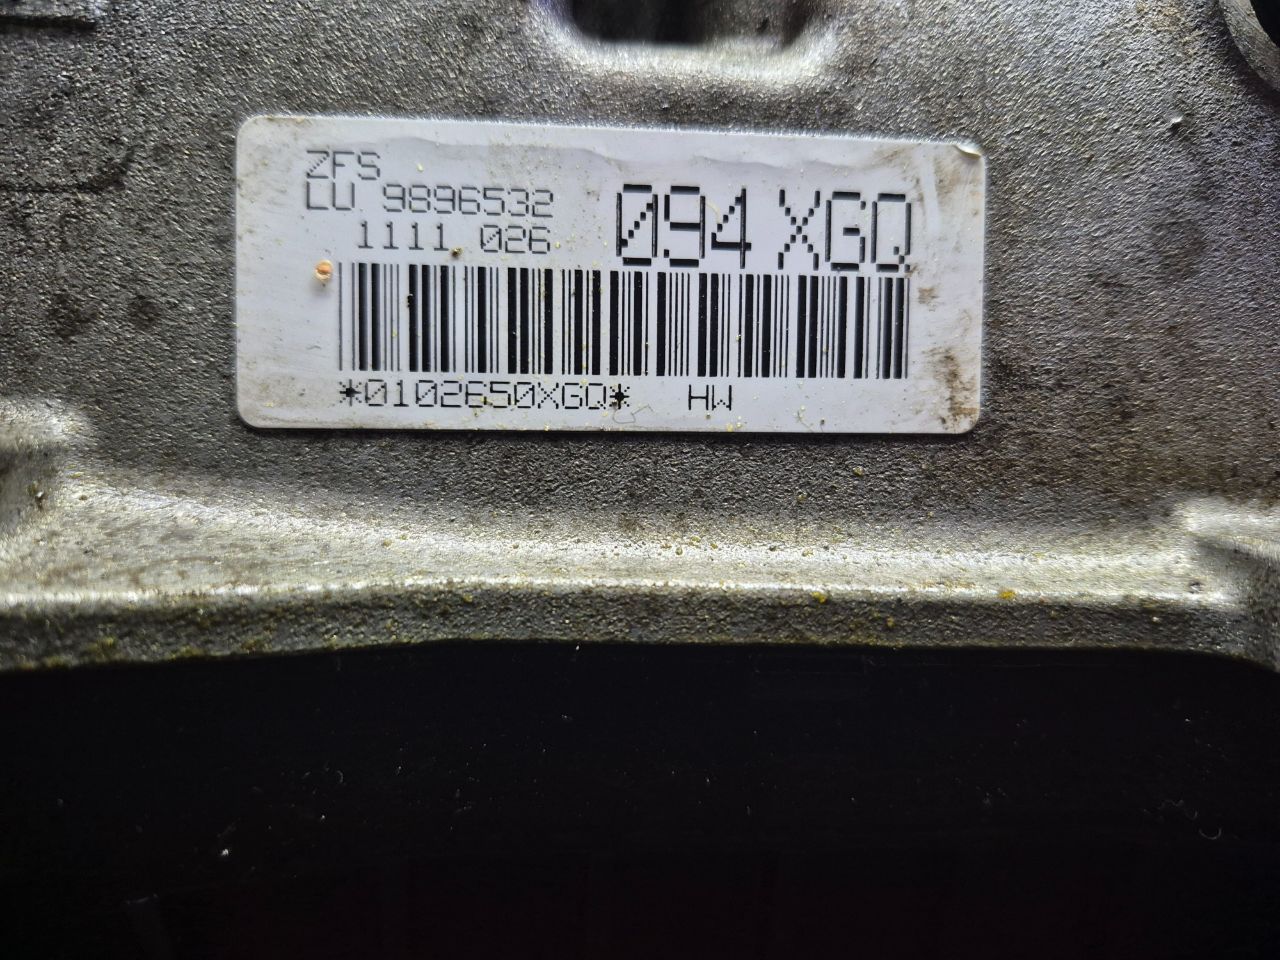 ZFS
LU 9896532
1111 026
094 XGQ
*0102650XGQ* HW